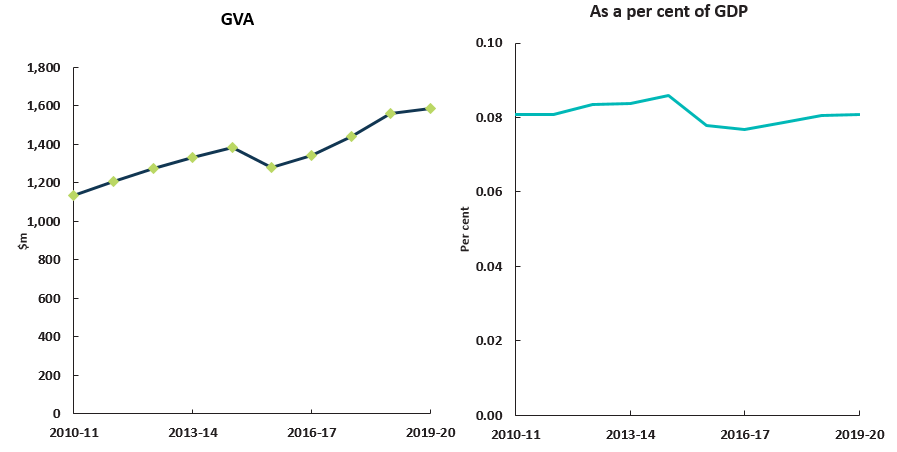 GVA
1,800
1,600
1,400
1,200
1,000
800
600
400
200
0
$m
2010-11 2013-14 2016-17 2019-20
As a per cent of GDP
0.10
0.08
0.06
0.04
0.02
0.00
Per cent
2010-11 2013-14 2016-17 2019-20